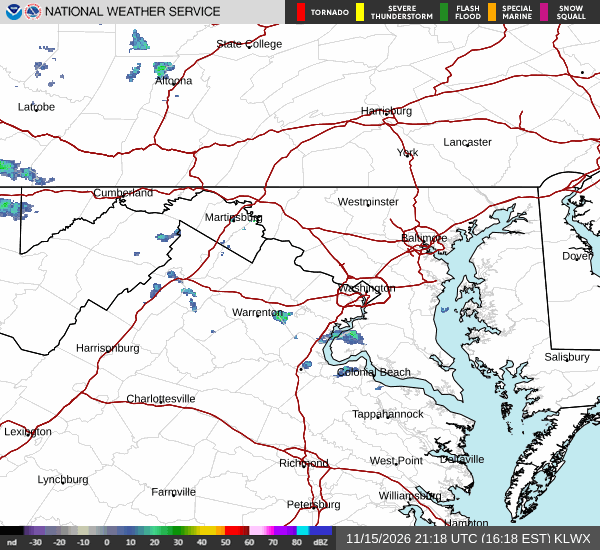 NATIONAL WEATHER SERVICE
TORNADO
SEVERE THUNDERSTORM
FLASH FLOOD
SPECIAL MARINE
SNOW SQUALL
State College
Altoona
Latrobe
Harrisburg
Lancaster
York
Cumberland
Westminster
Martinsburg
Baltimore
Dover
Washington
Warrenton
Harrisonburg
Salisbury
Colonial Beach
Charlottesville
Tappahannock
Lexington
Richmond
West Point
Deltaville
Lynchburg
Farmville
Williamsburg
Petersburg
Hampton
nd -30 -20 -10 0 10 20 30 40 50 60 70 80 dBZ
11/15/2026 21:18 UTC (16:18 EST) KLWX